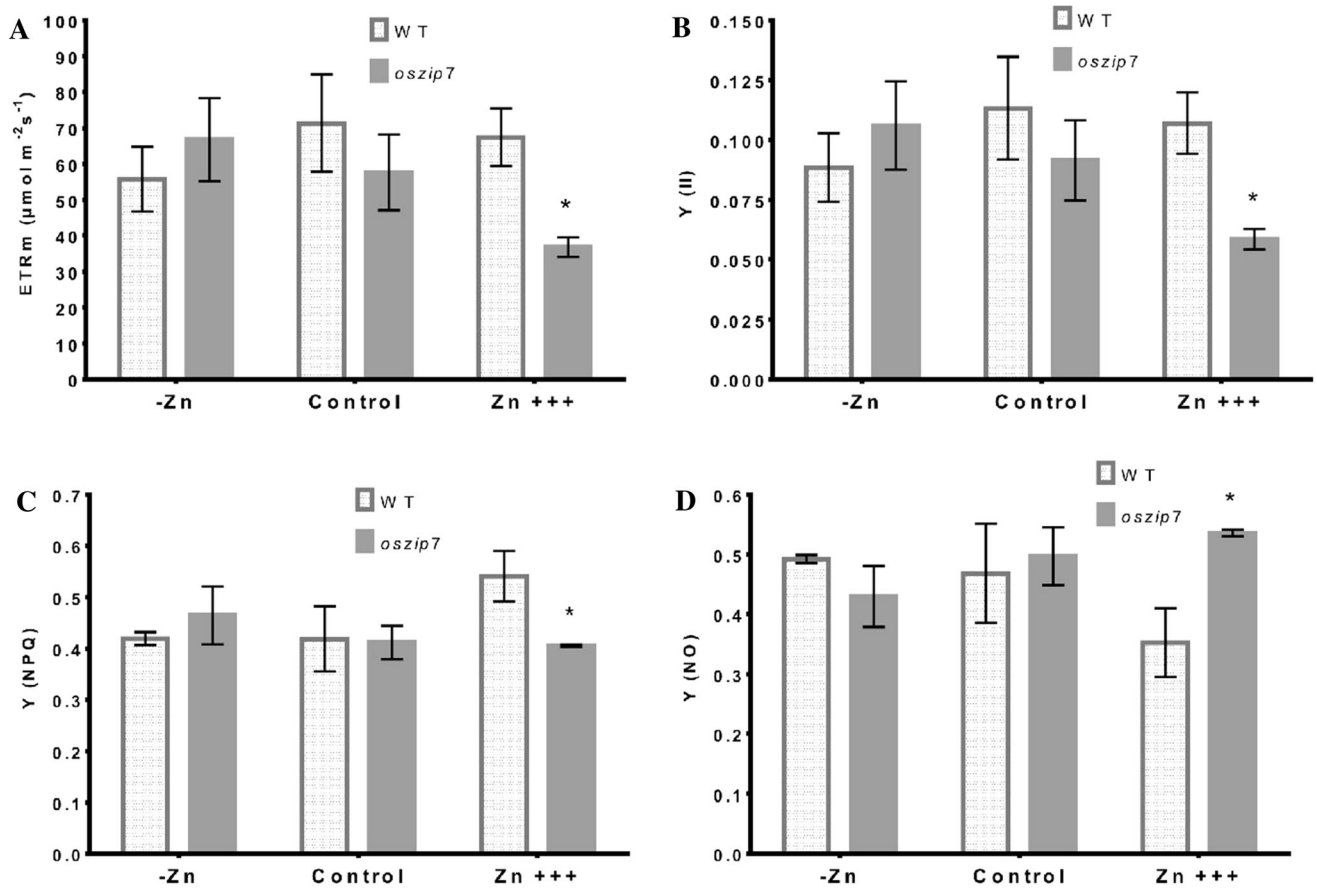 A
ETRm (µmol m⁻²s⁻¹)
100
90
80
70
60
50
40
30
20
10
0
W T
oszip7
*
-Zn Control Zn +++
B
Y (II)
0.150
0.125
0.100
0.075
0.050
0.025
0.000
W T
oszip7
*
-Zn Control Zn +++
C
Y (NPQ)
0.7
0.6
0.5
0.4
0.3
0.2
0.1
0.0
W T
oszip7
*
-Zn Control Zn +++
D
Y (NO)
0.6
0.5
0.4
0.3
0.2
0.1
0.0
W T
oszip7
*
-Zn Control Zn +++